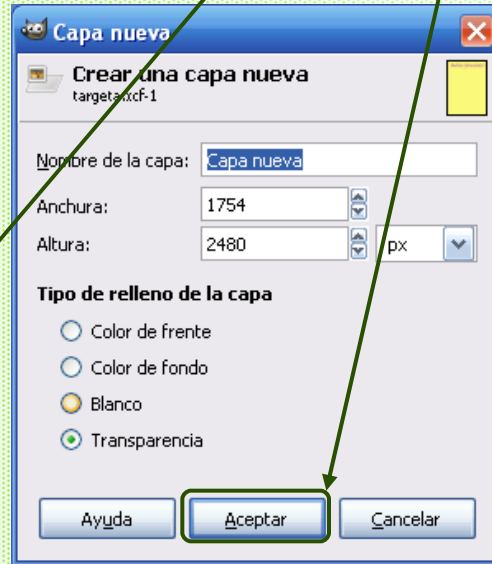 Capa nueva
Crear una capa nueva
targeta.xcf-1
Nombre de la capa: Capa nueva
Anchura: 1754
Altura: 2480 px
Tipo de relleno de la capa
Color de frente
Color de fondo
Blanco
Transparencia
Ayuda Aceptar Cancelar